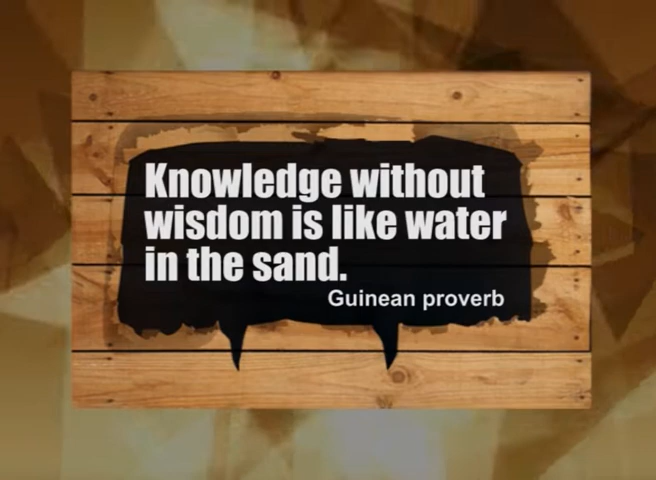 Knowledge without
wisdom is like water
in the sand.
Guinean proverb